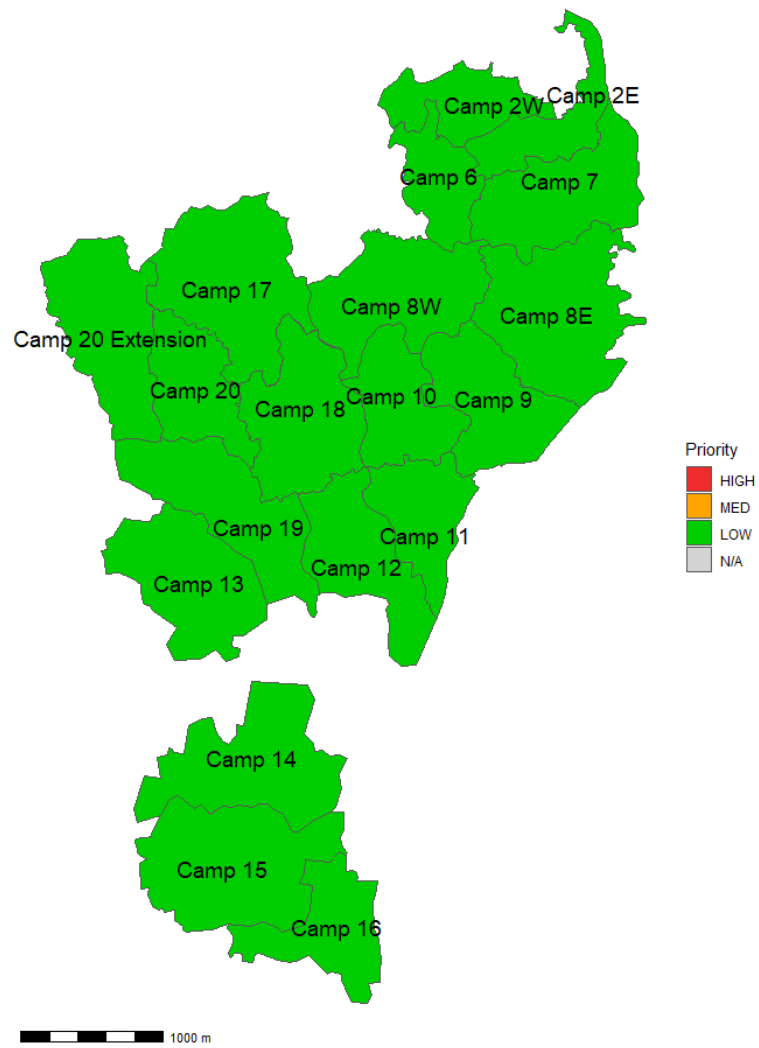 Camp 2E
Camp 2W
Camp 6
Camp 7
Camp 17
Camp 8W
Camp 8E
Camp 20 Extension
Camp 20
Camp 18
Camp 10
Camp 9
Camp 19
Camp 11
Camp 12
Camp 13
Camp 14
Camp 15
Camp 16
Priority
HIGH
MED
LOW
N/A
1000 m